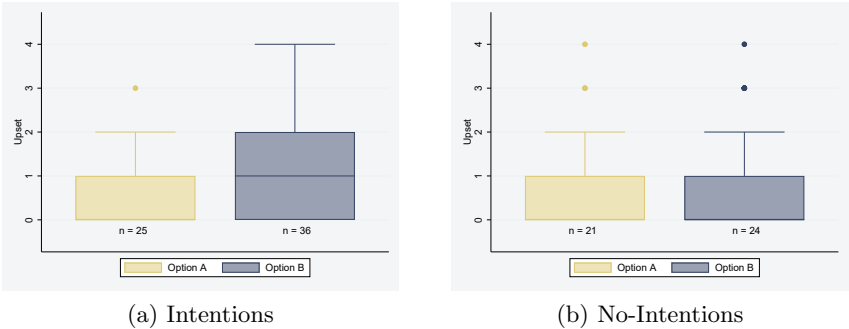 Upset
4
3
2
1
0
n = 25
n = 36
Option A
Option B
(a) Intentions
Upset
4
3
2
1
0
n = 21
n = 24
Option A
Option B
(b) No-Intentions